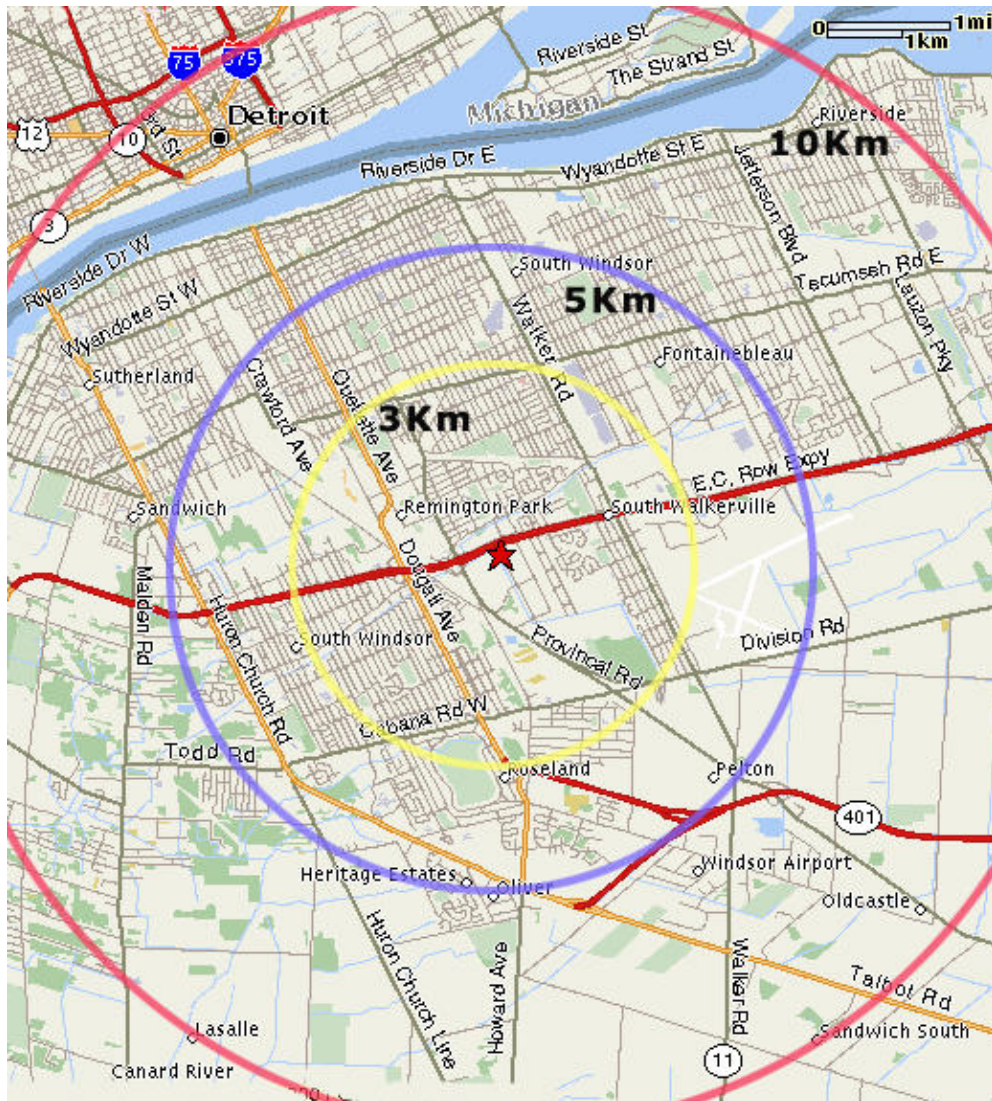 0
1mi
1km
Riverside St
The Strand St
75
375
Michigan
12
Detroit
10
3rd St
Riverside
10Km
Riverside Dr E
Wyandotte St E
Jefferson Blvd
3
Riverside Dr W
South Windsor
Tecumseh Rd E
5Km
Lauzon Pky
Wyandotte St W
Walker Rd
Fontainebleau
Sutherland
Crawford Ave
Ouellette Ave
3Km
E.C. Row Expy
Sandwich
Remington Park
South Walkerville
Malden Rd
Dougall Ave
Huron Church Rd
South Windsor
Provincal Rd
Division Rd
Cabana Rd W
Todd Rd
Roseland
Pelton
401
Windsor Airport
Heritage Estates
Oliver
Oldcastle
Huron Church Line
Howard Ave
Walker Rd
Talbot Rd
Lasalle
Sandwich South
11
Canard River